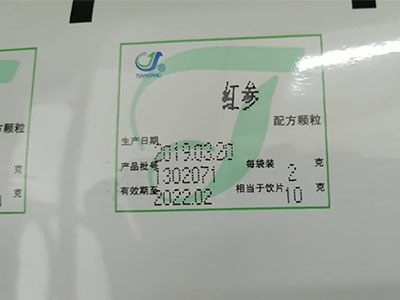 红参
配方颗粒
生产日期 2019.03.20
产品批号 1302071 每袋装 2 克
有效期至 2022.02 相当于饮片 10 克